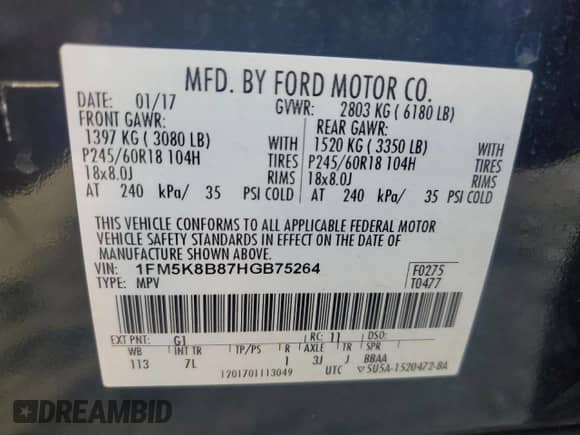 MFD. BY FORD MOTOR CO.
DATE: 01/17 GVWR: 2803 KG ( 6180 LB)
FRONT GAWR: REAR GAWR:
1397 KG ( 3080 LB) WITH 1520 KG ( 3350 LB) WITH
P245/60R18 104H TIRES P245/60R18 104H TIRES
18x8.0J RIMS 18x8.0J RIMS
AT 240 kPa/ 35 PSI COLD AT 240 kPa/ 35 PSI COLD
THIS VEHICLE CONFORMS TO ALL APPLICABLE FEDERAL MOTOR
VEHICLE SAFETY STANDARDS IN EFFECT ON THE DATE OF
MANUFACTURE SHOWN ABOVE.
VIN: 1FM5K8B87HGB75264 F0275
TYPE: MPV T0477
EXT PNT: G1 RC: 11 DSO:
WB INT TR TP/PS R AXLE TR SPR
113 7L 1 3J J BBAA
1201701113049 UTC 5U5A-1520472-BA
DREAMBID